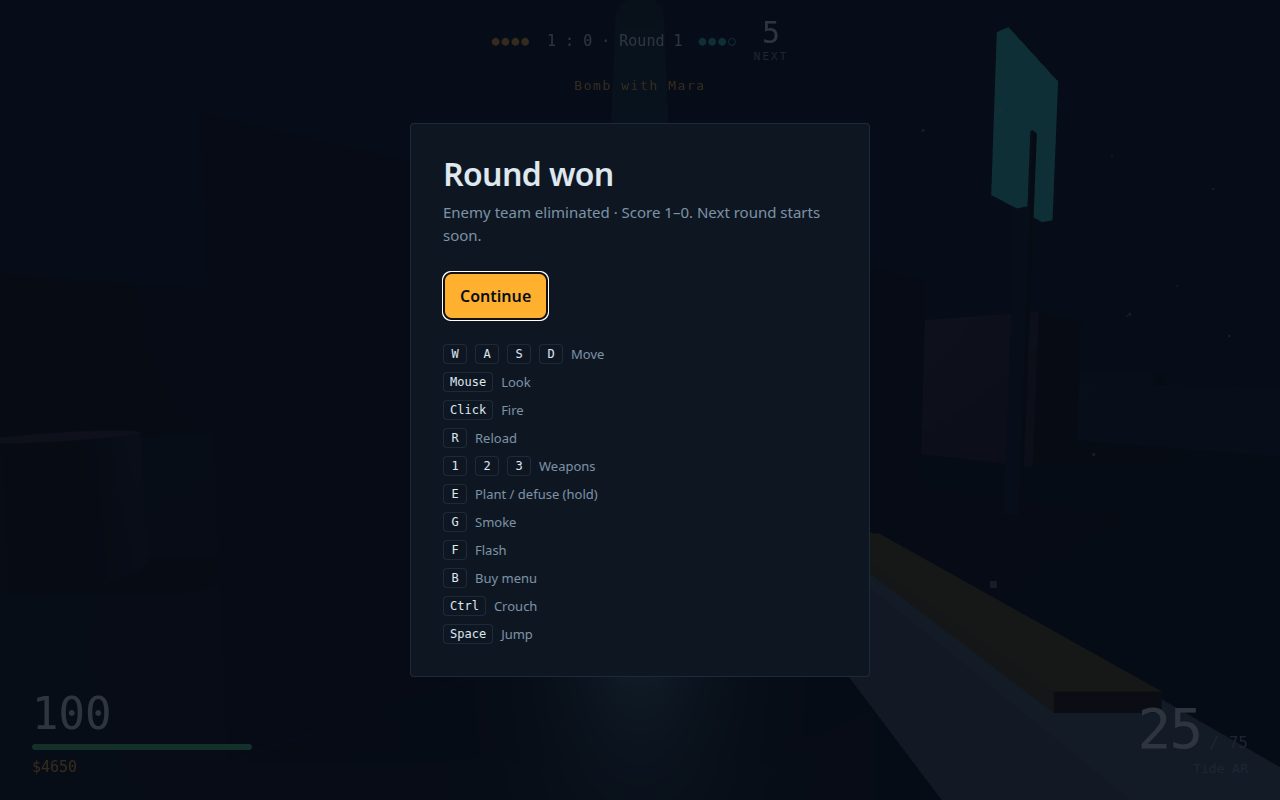 1 : 0 · Round 1
5
NEXT
Bomb with Mara
Round won
Enemy team eliminated · Score 1–0. Next round starts
soon.
Continue
W A S D Move
Mouse Look
Click Fire
R Reload
1 2 3 Weapons
E Plant / defuse (hold)
G Smoke
F Flash
B Buy menu
Ctrl Crouch
Space Jump
100
$4650
25 / 75
Tide AR